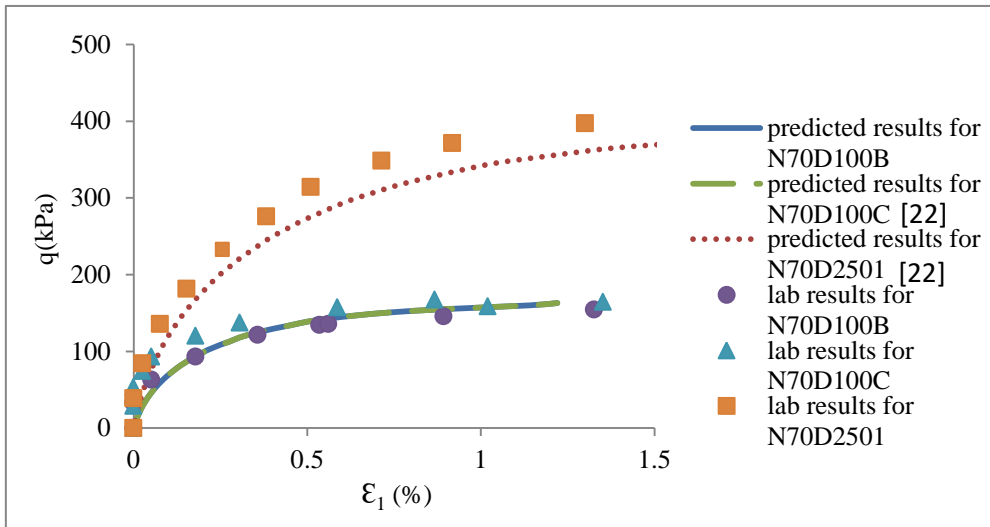 500
400
300
200
100
0
q(kPa)
0
0.5
1
1.5
Ɛ1 (%)
predicted results for
N70D100B
predicted results for
N70D100C [22]
predicted results for
N70D2501 [22]
lab results for
N70D100B
lab results for
N70D100C
lab results for
N70D2501